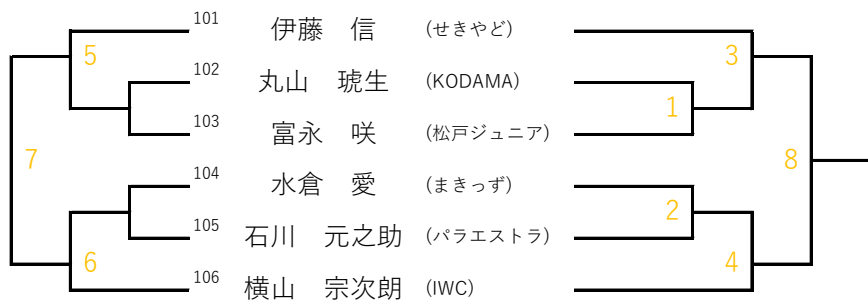 101 伊藤 信 (せきやど)
5 3
102 丸山 琥生 (KODAMA)
1
103 富永 咲 (松戸ジュニア)
7 8
104 水倉 愛 (まきっず)
2
105 石川 元之助 (パラエストラ)
6 4
106 横山 宗次朗 (IWC)